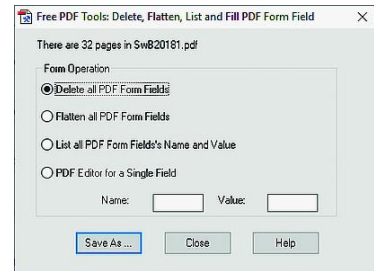 Free PDF Tools: Delete, Flatten, List and Fill PDF Form Field
There are 32 pages in SwB20181.pdf
Form Operation
Delete all PDF Form Fields
Flatten all PDF Form Fields
List all PDF Form Fields's Name and Value
PDF Editor for a Single Field
Name: Value:
Save As ... Close Help